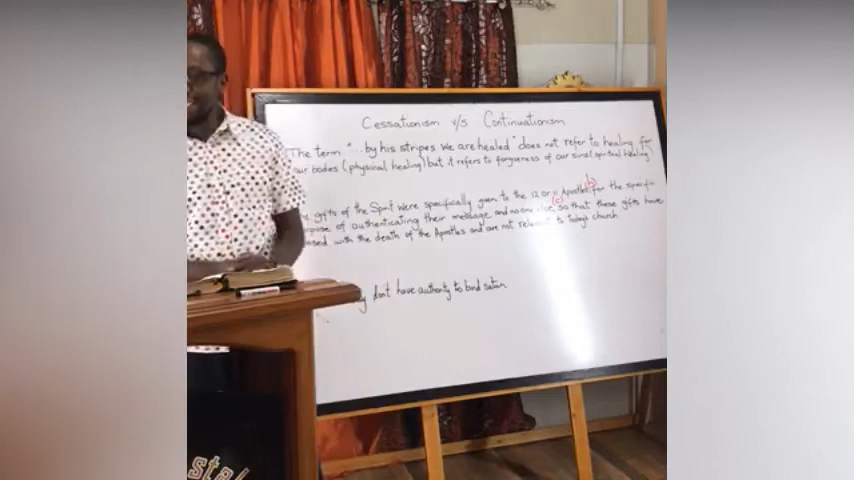 Cessationism v/s Continuationism
The term "...by his stripes we are healed" does not refer to healing for
our bodies (physical healing) but it refers to forgiveness of our sins (spiritual healing)
gifts of the Spirit were specifically given to the 12 or Apostles (b) for the specific
of authenticating their message and no one else, (c) so that these gifts have
with the death of the Apostles and are not relevant to today's church
don't have authority to bind satan